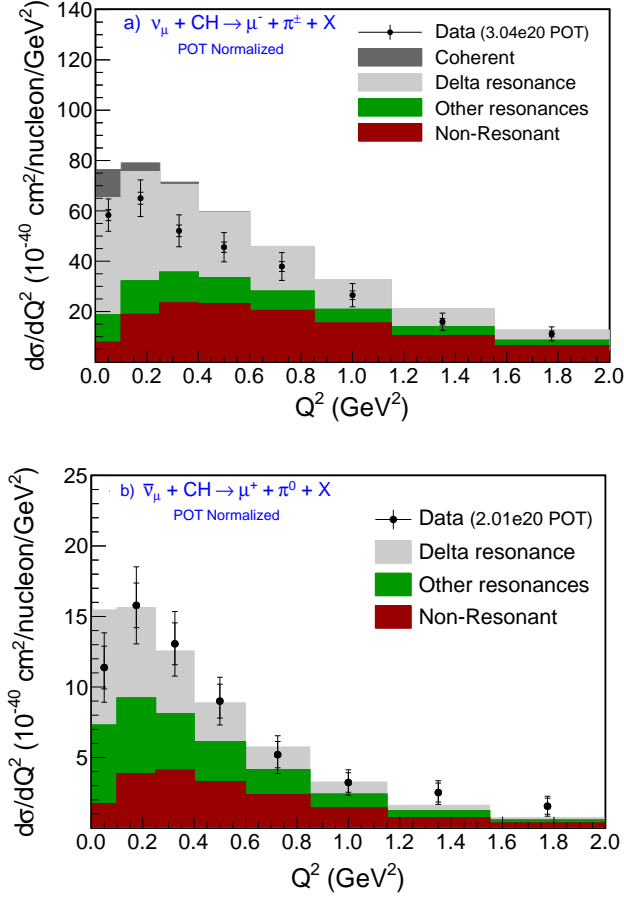 a) νμ + CH → μ⁻ + π± + X
POT Normalized
Data (3.04e20 POT)
Coherent
Delta resonance
Other resonances
Non-Resonant
dσ/dQ² (10⁻⁴⁰ cm²/nucleon/GeV²)
140
120
100
80
60
40
20
0.0 0.2 0.4 0.6 0.8 1.0 1.2 1.4 1.6 1.8 2.0
Q² (GeV²)
b) ν̅μ + CH → μ⁺ + π⁰ + X
POT Normalized
Data (2.01e20 POT)
Delta resonance
Other resonances
Non-Resonant
dσ/dQ² (10⁻⁴⁰ cm²/nucleon/GeV²)
25
20
15
10
5
0.0 0.2 0.4 0.6 0.8 1.0 1.2 1.4 1.6 1.8 2.0
Q² (GeV²)